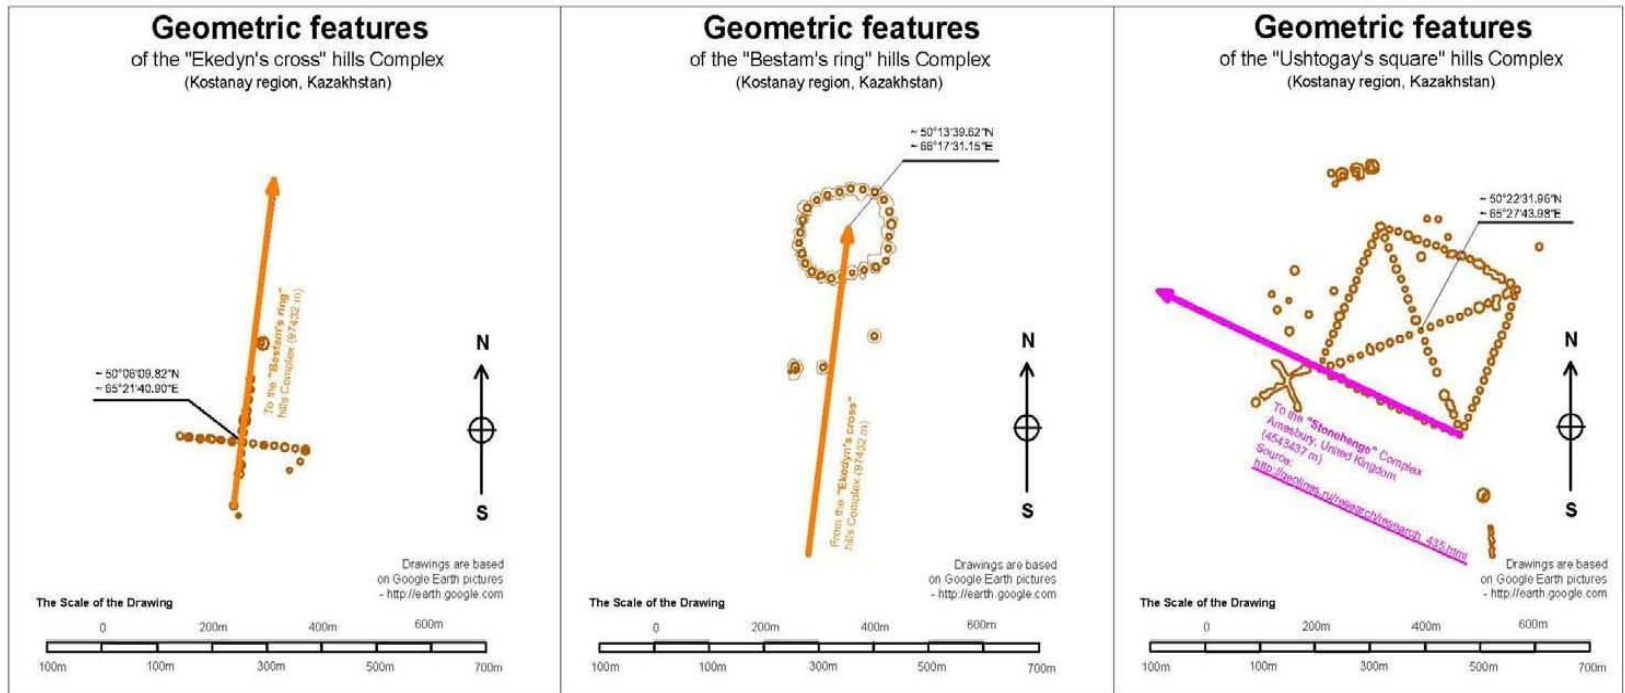 Geometric features
of the "Ekedyn's cross" hills Complex
(Kostanay region, Kazakhstan)
To the "Bestam's ring"
hills Complex (97432 m)
~ 50°06'09.82"N
~ 65°21'40.90"E
N
S
Drawings are based
on Google Earth pictures
- http://earth.google.com
The Scale of the Drawing
0 200m 400m 600m
100m 100m 300m 500m 700m
Geometric features
of the "Bestam's ring" hills Complex
(Kostanay region, Kazakhstan)
~ 50°13'39.62"N
~ 66°17'31.15"E
From the "Ekedyn's cross"
hills Complex (97432 m)
N
S
Drawings are based
on Google Earth pictures
- http://earth.google.com
The Scale of the Drawing
0 200m 400m 600m
100m 100m 300m 500m 700m
Geometric features
of the "Ushtogay's square" hills Complex
(Kostanay region, Kazakhstan)
~ 50°22'31.96"N
~ 65°27'43.98"E
To the "Stonehenge" Complex
Amesbury, United Kingdom
(4543437 m)
Source:
http://neolines.ru/research/research_435.html
N
S
Drawings are based
on Google Earth pictures
- http://earth.google.com
The Scale of the Drawing
0 200m 400m 600m
100m 100m 300m 500m 700m